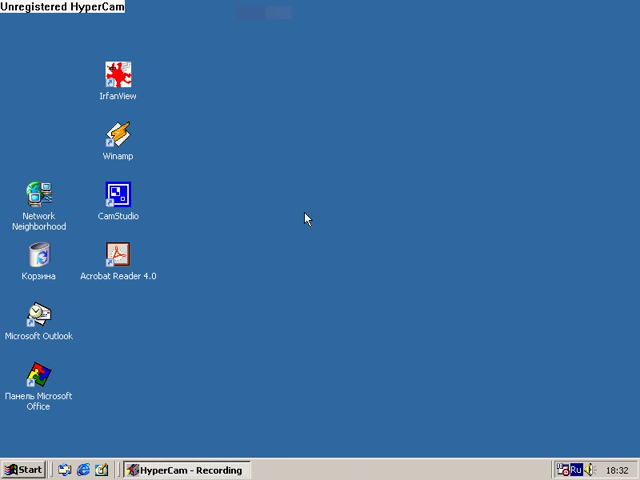 Unregistered HyperCam
IrfanView
Winamp
Network
Neighborhood
CamStudio
Корзина
Acrobat Reader 4.0
Microsoft Outlook
Панель Microsoft
Office
Start
HyperCam - Recording
Ru
18:32